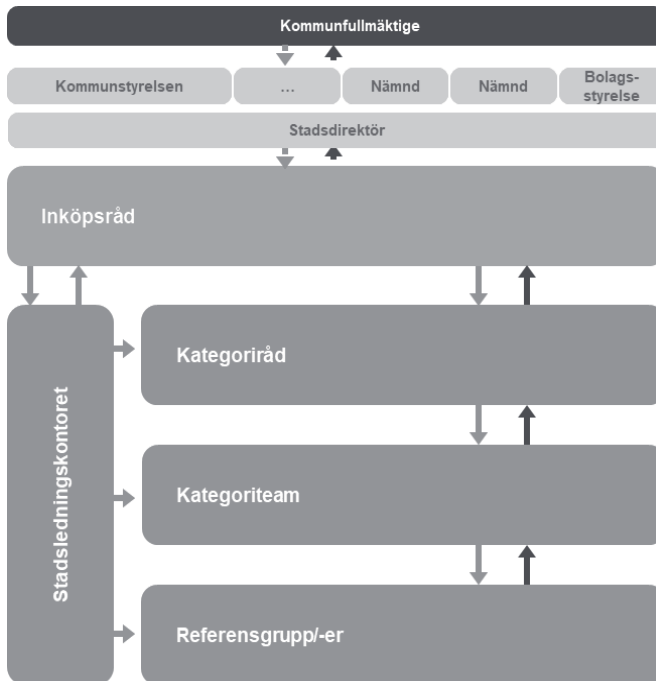 Kommunfullmäktige
Kommunstyrelsen
...
Nämnd
Nämnd
Bolags-
styrelse
Stadsdirektör
Inköpsråd
Stadsledningskontoret
Kategoriråd
Kategoriteam
Referensgrupp/-er